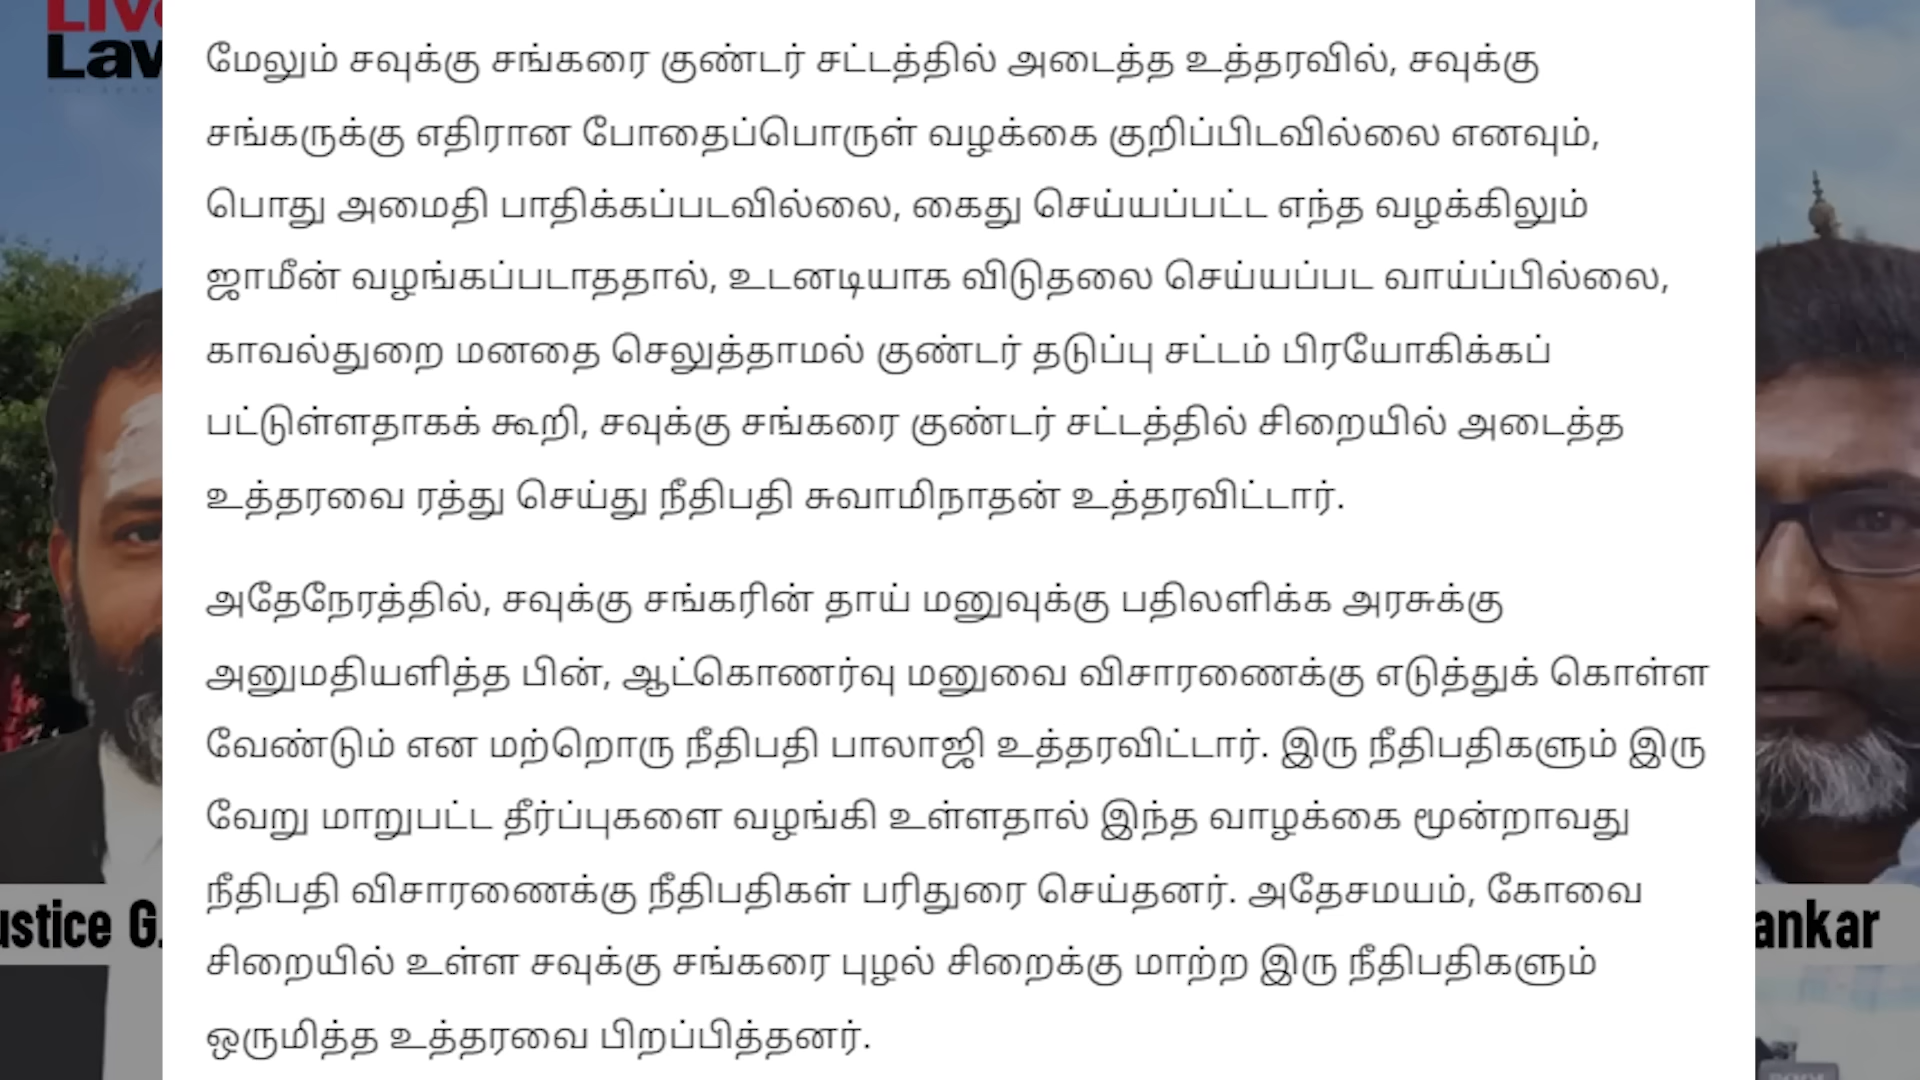 Live
Law
மேலும் சவுக்கு சங்கரை குண்டர் சட்டத்தில் அடைத்த உத்தரவில், சவுக்கு
சங்கருக்கு எதிரான போதைப்பொருள் வழக்கை குறிப்பிடவில்லை எனவும்,
பொது அமைதி பாதிக்கப்படவில்லை, கைது செய்யப்பட்ட எந்த வழக்கிலும்
ஜாமீன் வழங்கப்படாததால், உடனடியாக விடுதலை செய்யப்பட வாய்ப்பில்லை,
காவல்துறை மனதை செலுத்தாமல் குண்டர் தடுப்பு சட்டம் பிரயோகிக்கப்
பட்டுள்ளதாகக் கூறி, சவுக்கு சங்கரை குண்டர் சட்டத்தில் சிறையில் அடைத்த
உத்தரவை ரத்து செய்து நீதிபதி சுவாமிநாதன் உத்தரவிட்டார்.
அதேநேரத்தில், சவுக்கு சங்கரின் தாய் மனுவுக்கு பதிலளிக்க அரசுக்கு
அனுமதியளித்த பின், ஆட்கொணர்வு மனுவை விசாரணைக்கு எடுத்துக் கொள்ள
வேண்டும் என மற்றொரு நீதிபதி பாலாஜி உத்தரவிட்டார். இரு நீதிபதிகளும் இரு
வேறு மாறுபட்ட தீர்ப்புகளை வழங்கி உள்ளதால் இந்த வாழக்கை மூன்றாவது
நீதிபதி விசாரணைக்கு நீதிபதிகள் பரிதுரை செய்தனர். அதேசமயம், கோவை
சிறையில் உள்ள சவுக்கு சங்கரை புழல் சிறைக்கு மாற்ற இரு நீதிபதிகளும்
ஒருமித்த உத்தரவை பிறப்பித்தனர்.
ustice G.
ankar